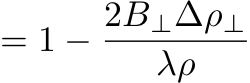 = 1 − \frac{2B_{\perp}\Delta\rho_{\perp}}{\lambda\rho}